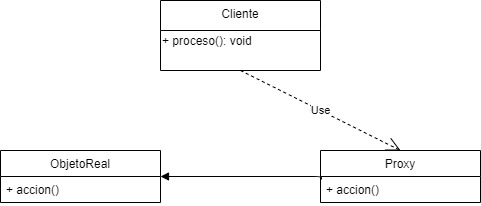 Cliente
+ proceso(): void
Use
ObjetoReal
+ accion()
Proxy
+ accion()